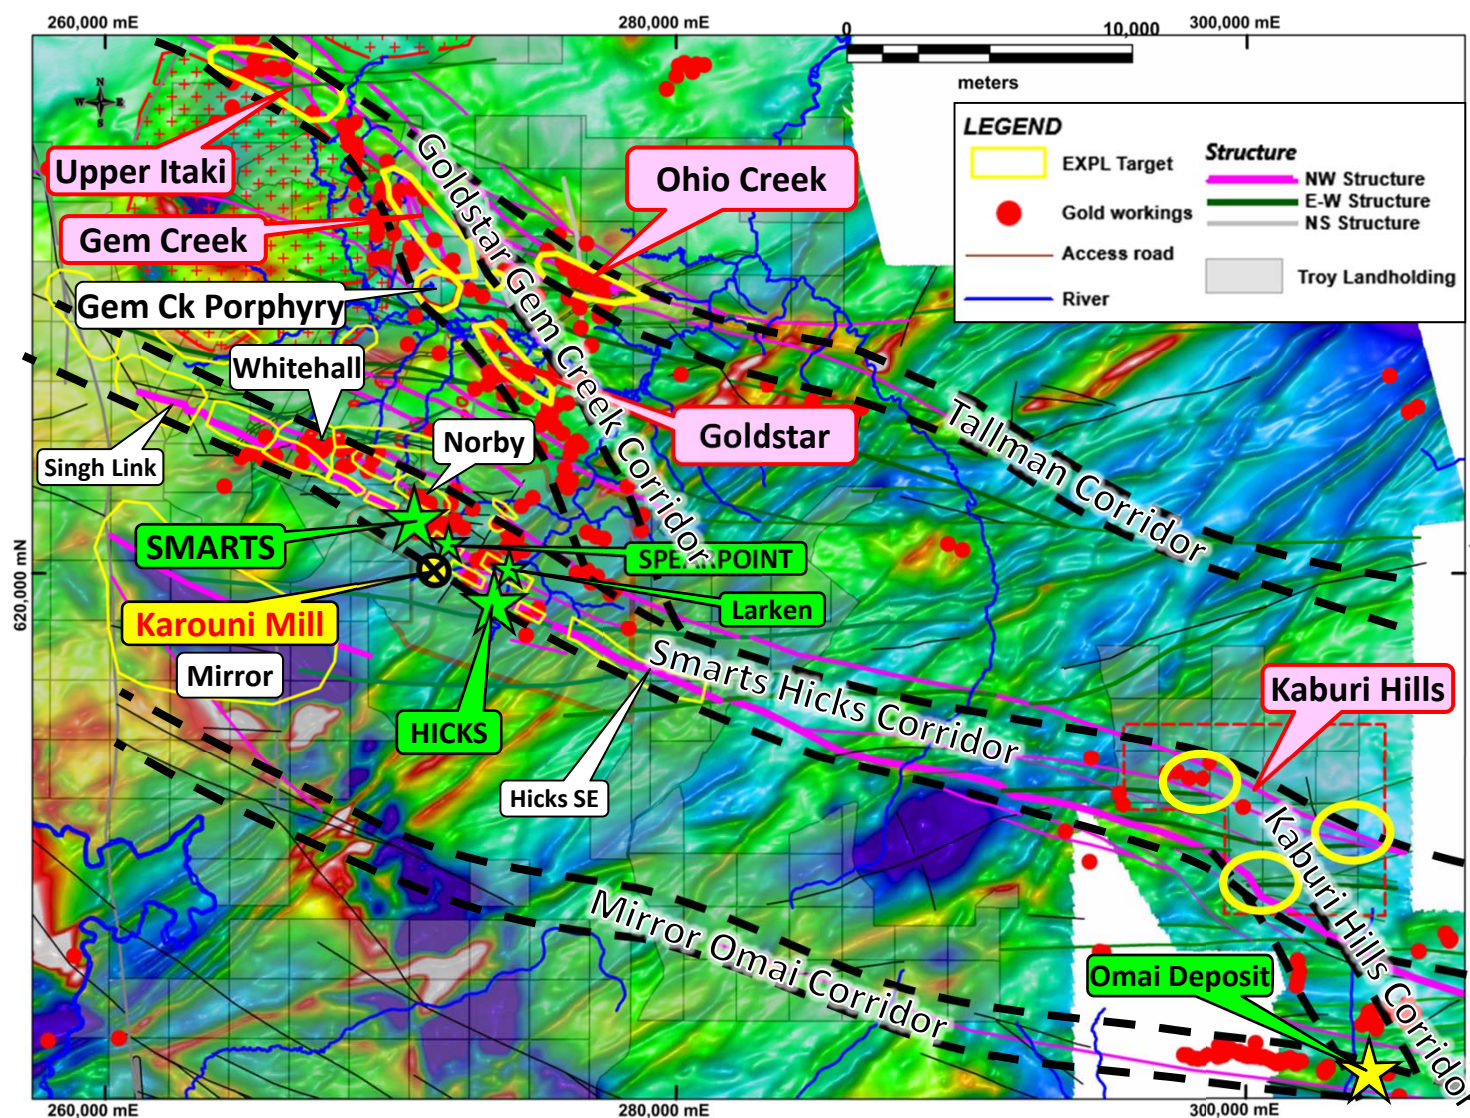 260,000 mE
280,000 mE
300,000 mE
0
10,000
meters
N
W
E
S
LEGEND
EXPL Target
Gold workings
Access road
River
Structure
NW Structure
E-W Structure
NS Structure
Troy Landholding
Upper Itaki
Gem Creek
Gem Ck Porphyry
Ohio Creek
Goldstar Gem Creek Corridor
Whitehall
Singh Link
Norby
Goldstar
Tallman Corridor
SMARTS
SPEARPOINT
620,000 mN
Karouni Mill
Larken
Mirror
HICKS
Smarts Hicks Corridor
Hicks SE
Kaburi Hills
Kaburi Hills Corridor
Mirror Omai Corridor
Omai Deposit
260,000 mE
280,000 mE
300,000 mE